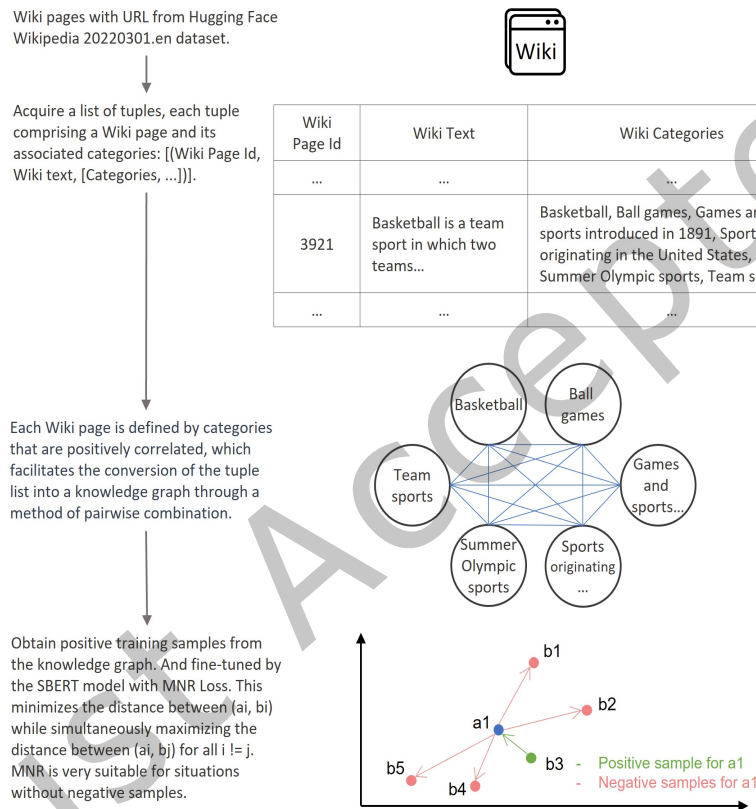 Wiki pages with URL from Hugging Face
Wikipedia 20220301.en dataset.
Wiki
Acquire a list of tuples, each tuple
comprising a Wiki page and its
associated categories: [(Wiki Page Id,
Wiki text, [Categories, ...])].
Wiki
Page Id
Wiki Text
Wiki Categories
...
...
...
3921
Basketball is a team
sport in which two
teams...
Basketball, Ball games, Games an
sports introduced in 1891, Sport
originating in the United States,
Summer Olympic sports, Team s
...
...
...
Each Wiki page is defined by categories
that are positively correlated, which
facilitates the conversion of the tuple
list into a knowledge graph through a
method of pairwise combination.
Basketball
Ball
games
Team
sports
Games
and
sports...
Summer
Olympic
sports
Sports
originating
...
Obtain positive training samples from
the knowledge graph. And fine-tuned by
the SBERT model with MNR Loss. This
minimizes the distance between (ai, bi)
while simultaneously maximizing the
distance between (ai, bj) for all i != j.
MNR is very suitable for situations
without negative samples.
b1
b2
a1
b3
b5
b4
- Positive sample for a1
- Negative samples for a1
ust Accepte